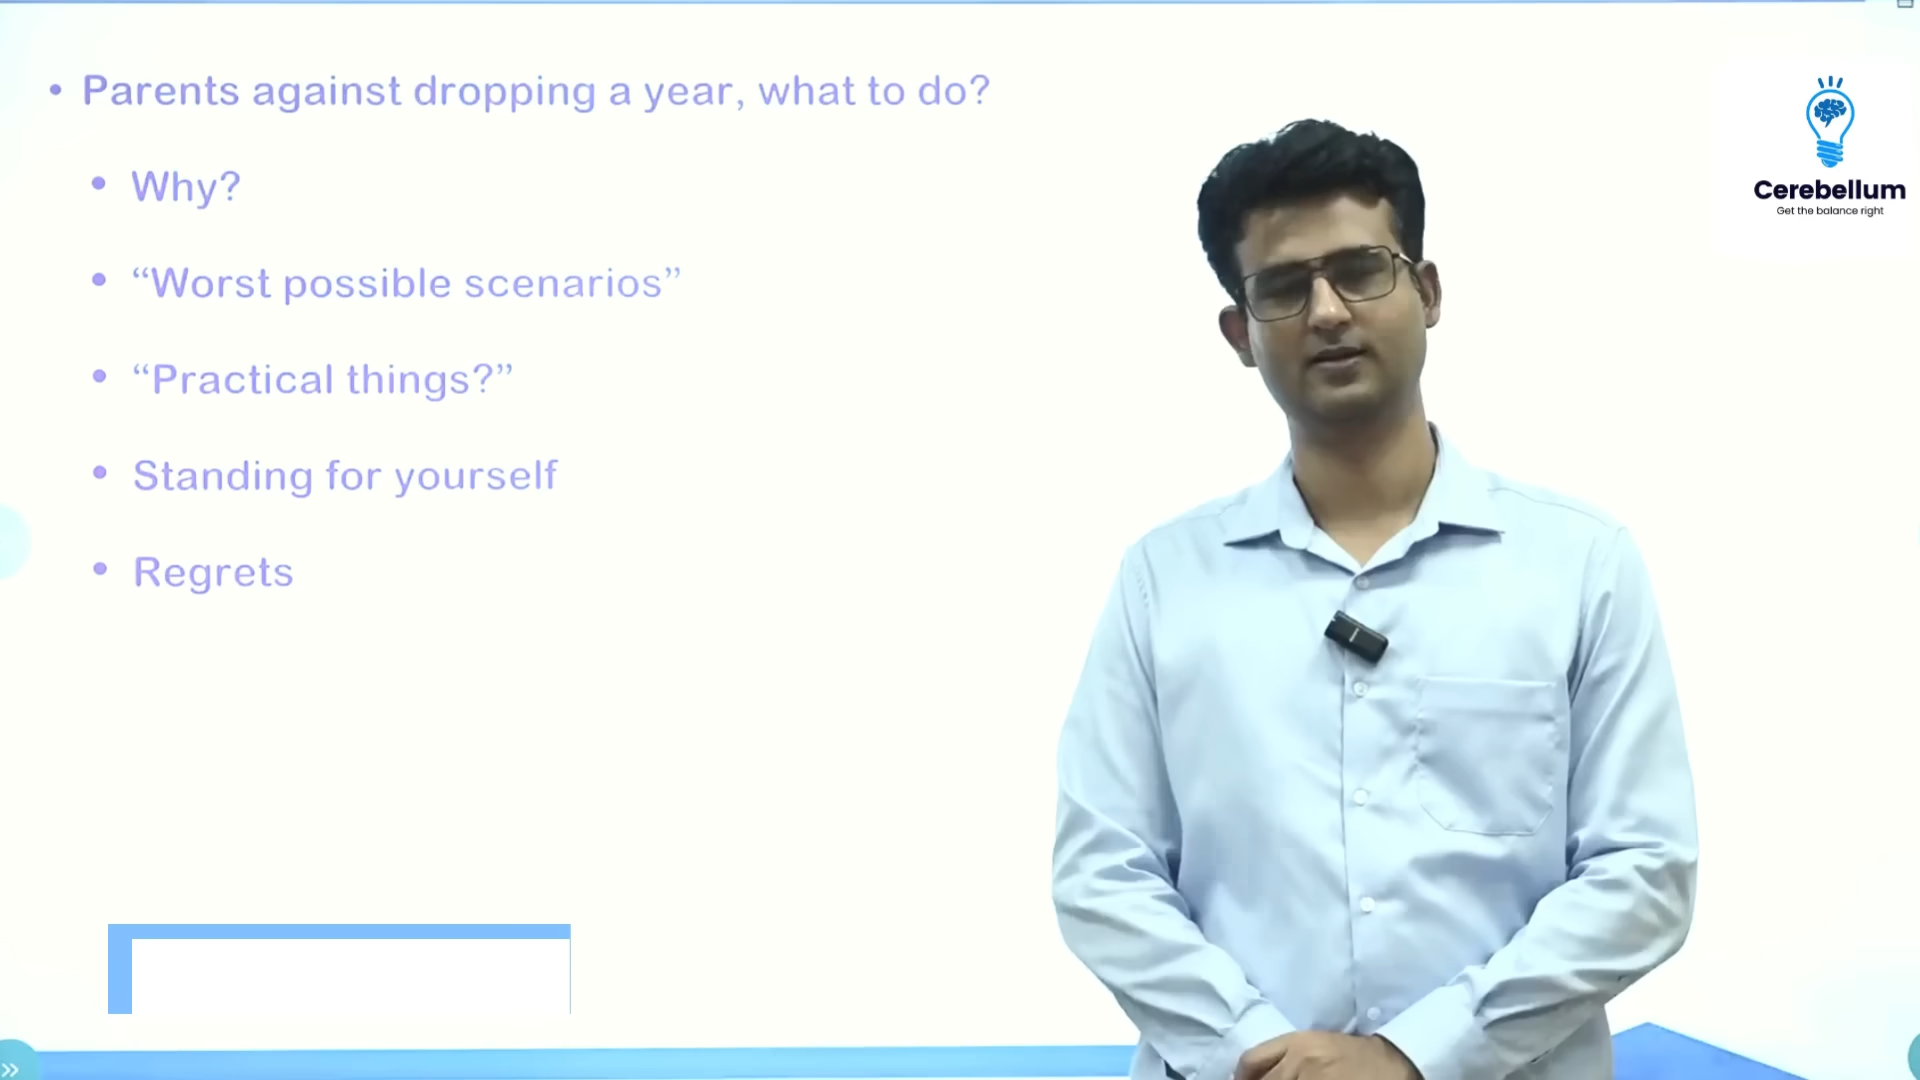 • Parents against dropping a year, what to do?
• Why?
• “Worst possible scenarios”
• “Practical things?”
• Standing for yourself
• Regrets
Cerebellum
Get the balance right